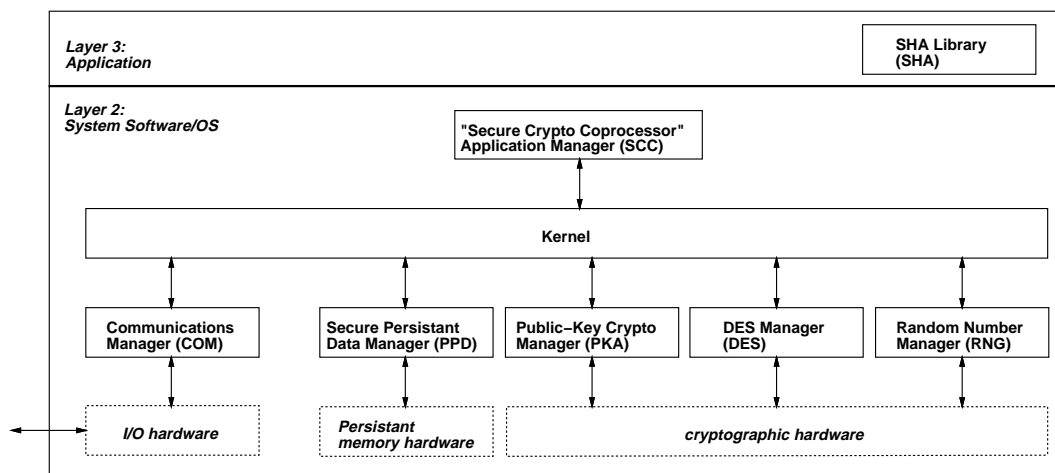 Layer 3:
Application
SHA Library
(SHA)
Layer 2:
System Software/OS
"Secure Crypto Coprocessor"
Application Manager (SCC)
Kernel
Communications
Manager (COM)
Secure Persistant
Data Manager (PPD)
Public−Key Crypto
Manager (PKA)
DES Manager
(DES)
Random Number
Manager (RNG)
I/O hardware
Persistant
memory hardware
cryptographic hardware